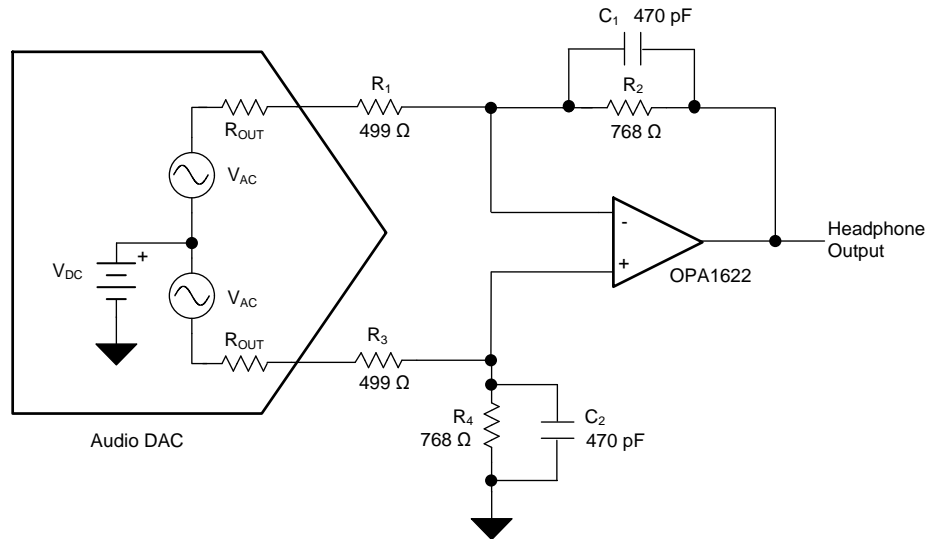 C1 470 pF
R1
499 Ω
R2
768 Ω
ROUT
VAC
VDC
+
VAC
ROUT
-
+
OPA1622
Headphone
Output
R3
499 Ω
R4
768 Ω
C2
470 pF
Audio DAC